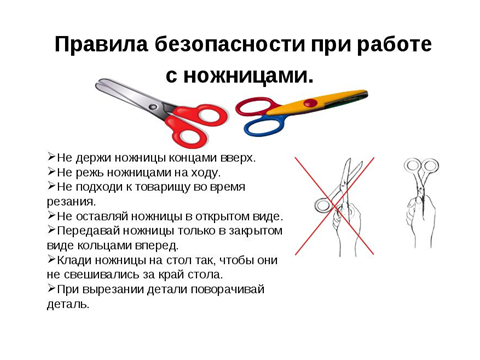 Правила безопасности при работе
с ножницами.
➢Не держи ножницы концами вверх.
➢Не режь ножницами на ходу.
➢Не подходи к товарищу во время
резания.
➢Не оставляй ножницы в открытом виде.
➢Передавай ножницы только в закрытом
виде кольцами вперед.
➢Клади ножницы на стол так, чтобы они
не свешивались за край стола.
➢При вырезании детали поворачивай
деталь.